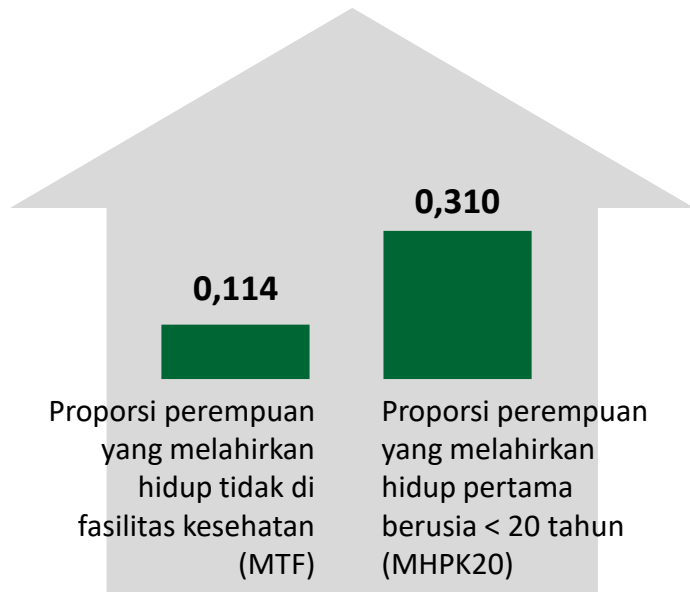 0,310
0,114
Proporsi perempuan
yang melahirkan
hidup tidak di
fasilitas kesehatan
(MTF)
Proporsi perempuan
yang melahirkan
hidup pertama
berusia < 20 tahun
(MHPK20)